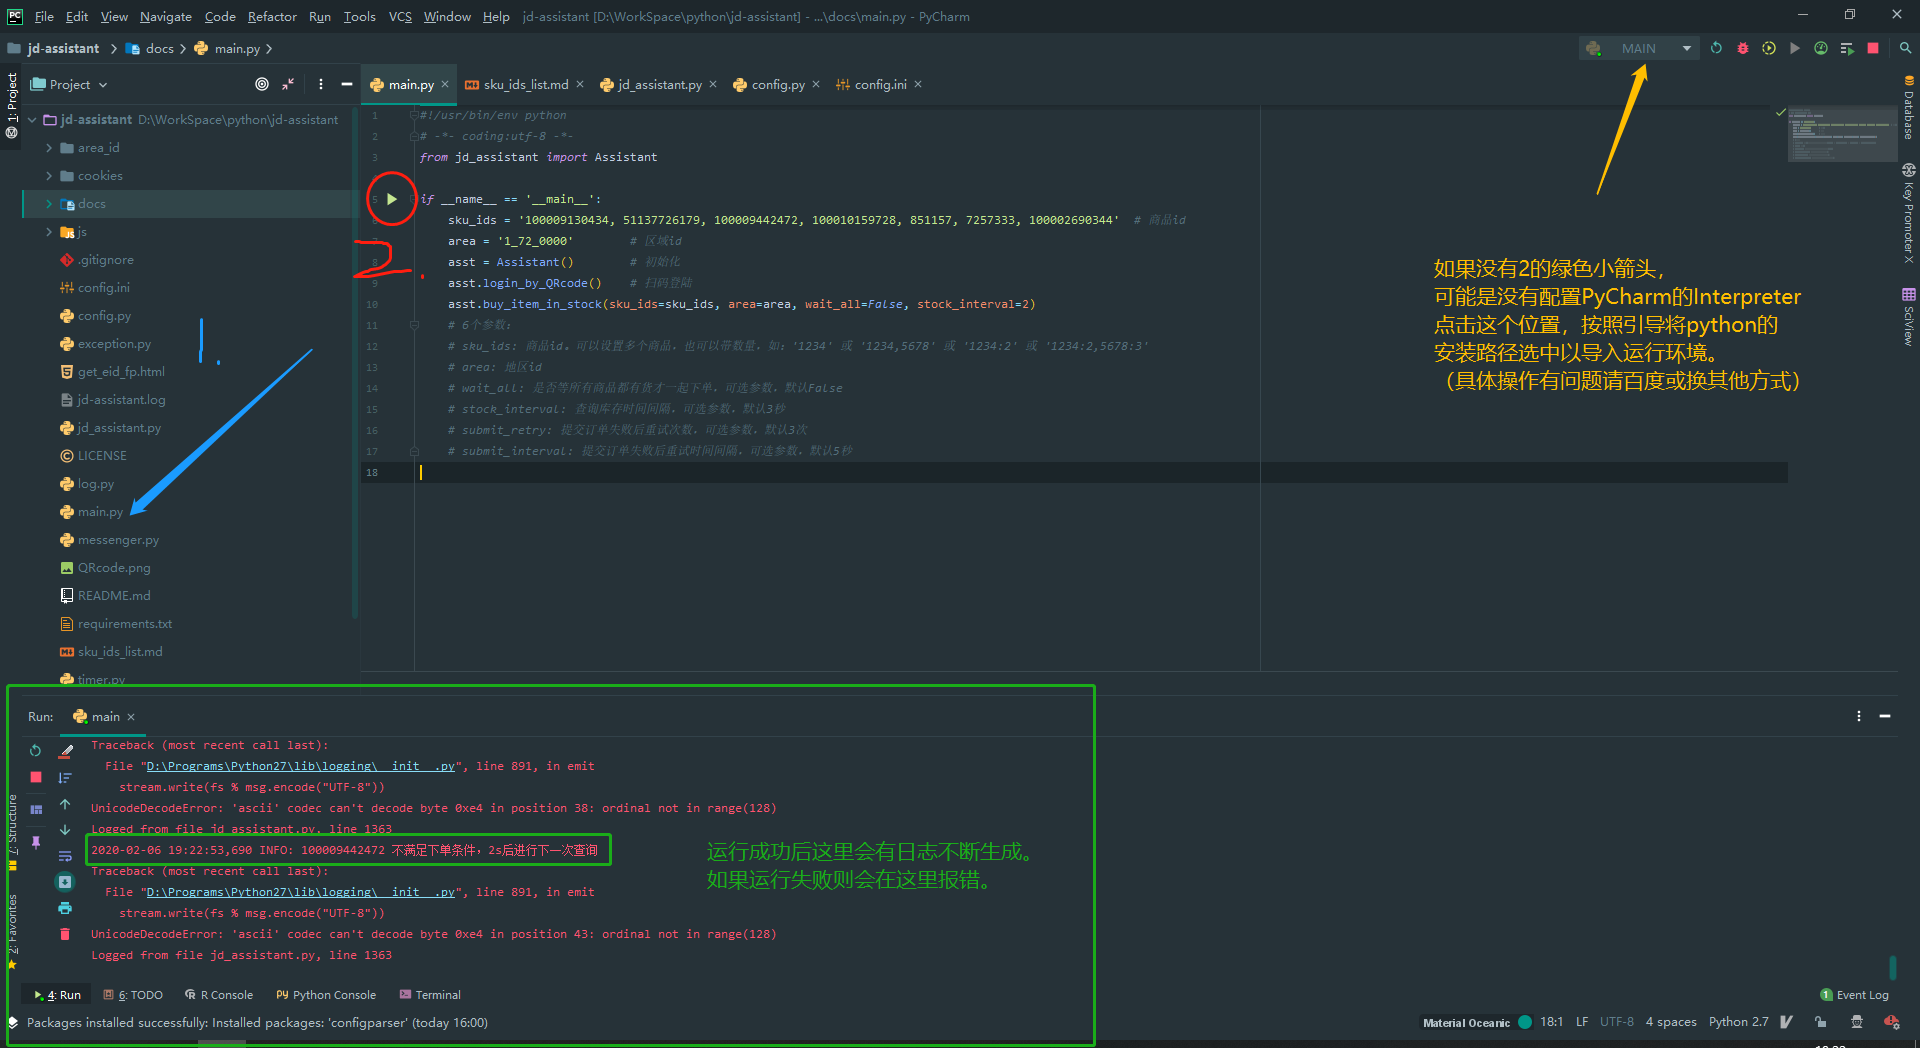 File Edit View Navigate Code Refactor Run Tools VCS Window Help jd-assistant [D:\WorkSpace\python\jd-assistant] - ...\docs\main.py - PyCharm
jd-assistant docs main.py
MAIN
Project
main.py sku_ids_list.md jd_assistant.py config.py config.ini
1: Project
jd-assistant D:\WorkSpace\python\jd-assistant
area_id
cookies
docs
js
.gitignore
config.ini
config.py
exception.py
get_eid_fp.html
jd-assistant.log
jd_assistant.py
LICENSE
log.py
main.py
messenger.py
QRcode.png
README.md
requirements.txt
sku_ids_list.md
timer.py
1.
2.
1 #!/usr/bin/env python
2 # -*- coding:utf-8 -*-
3 from jd_assistant import Assistant
5 if __name__ == '__main__':
sku_ids = '100009130434, 51137726179, 100009442472, 100010159728, 851157, 7257333, 100002690344' # 商品id
area = '1_72_0000' # 区域id
8 asst = Assistant() # 初始化
9 asst.login_by_QRcode() # 扫码登陆
10 asst.buy_item_in_stock(sku_ids=sku_ids, area=area, wait_all=False, stock_interval=2)
11 # 6个参数:
12 # sku_ids: 商品id。可以设置多个商品，也可以带数量，如：'1234' 或 '1234,5678' 或 '1234:2' 或 '1234:2,5678:3'
13 # area: 地区id
14 # wait_all: 是否等所有商品都有货才一起下单，可选参数，默认False
15 # stock_interval: 查询库存时间间隔，可选参数，默认3秒
16 # submit_retry: 提交订单失败后重试次数，可选参数，默认3次
17 # submit_interval: 提交订单失败后重试时间间隔，可选参数，默认5秒
18
如果没有2的绿色小箭头，
可能是没有配置PyCharm的Interpreter
点击这个位置，按照引导将python的
安装路径选中以导入运行环境。
（具体操作有问题请百度或换其他方式）
Database
Key Promoter X
SciView
Run: main
Traceback (most recent call last):
File "D:\Programs\Python27\lib\logging\__init__.py", line 891, in emit
stream.write(fs % msg.encode("UTF-8"))
UnicodeDecodeError: 'ascii' codec can't decode byte 0xe4 in position 38: ordinal not in range(128)
Logged from file jd_assistant.py, line 1363
2020-02-06 19:22:53,690 INFO: 100009442472 不满足下单条件，2s后进行下一次查询
Traceback (most recent call last):
File "D:\Programs\Python27\lib\logging\__init__.py", line 891, in emit
stream.write(fs % msg.encode("UTF-8"))
UnicodeDecodeError: 'ascii' codec can't decode byte 0xe4 in position 43: ordinal not in range(128)
Logged from file jd_assistant.py, line 1363
运行成功后这里会有日志不断生成。
如果运行失败则会在这里报错。
7: Structure
2: Favorites
4: Run 6: TODO R Console Python Console Terminal
1 Event Log
Packages installed successfully: Installed packages: 'configparser' (today 16:00)
Material Oceanic 18:1 LF UTF-8 4 spaces Python 2.7